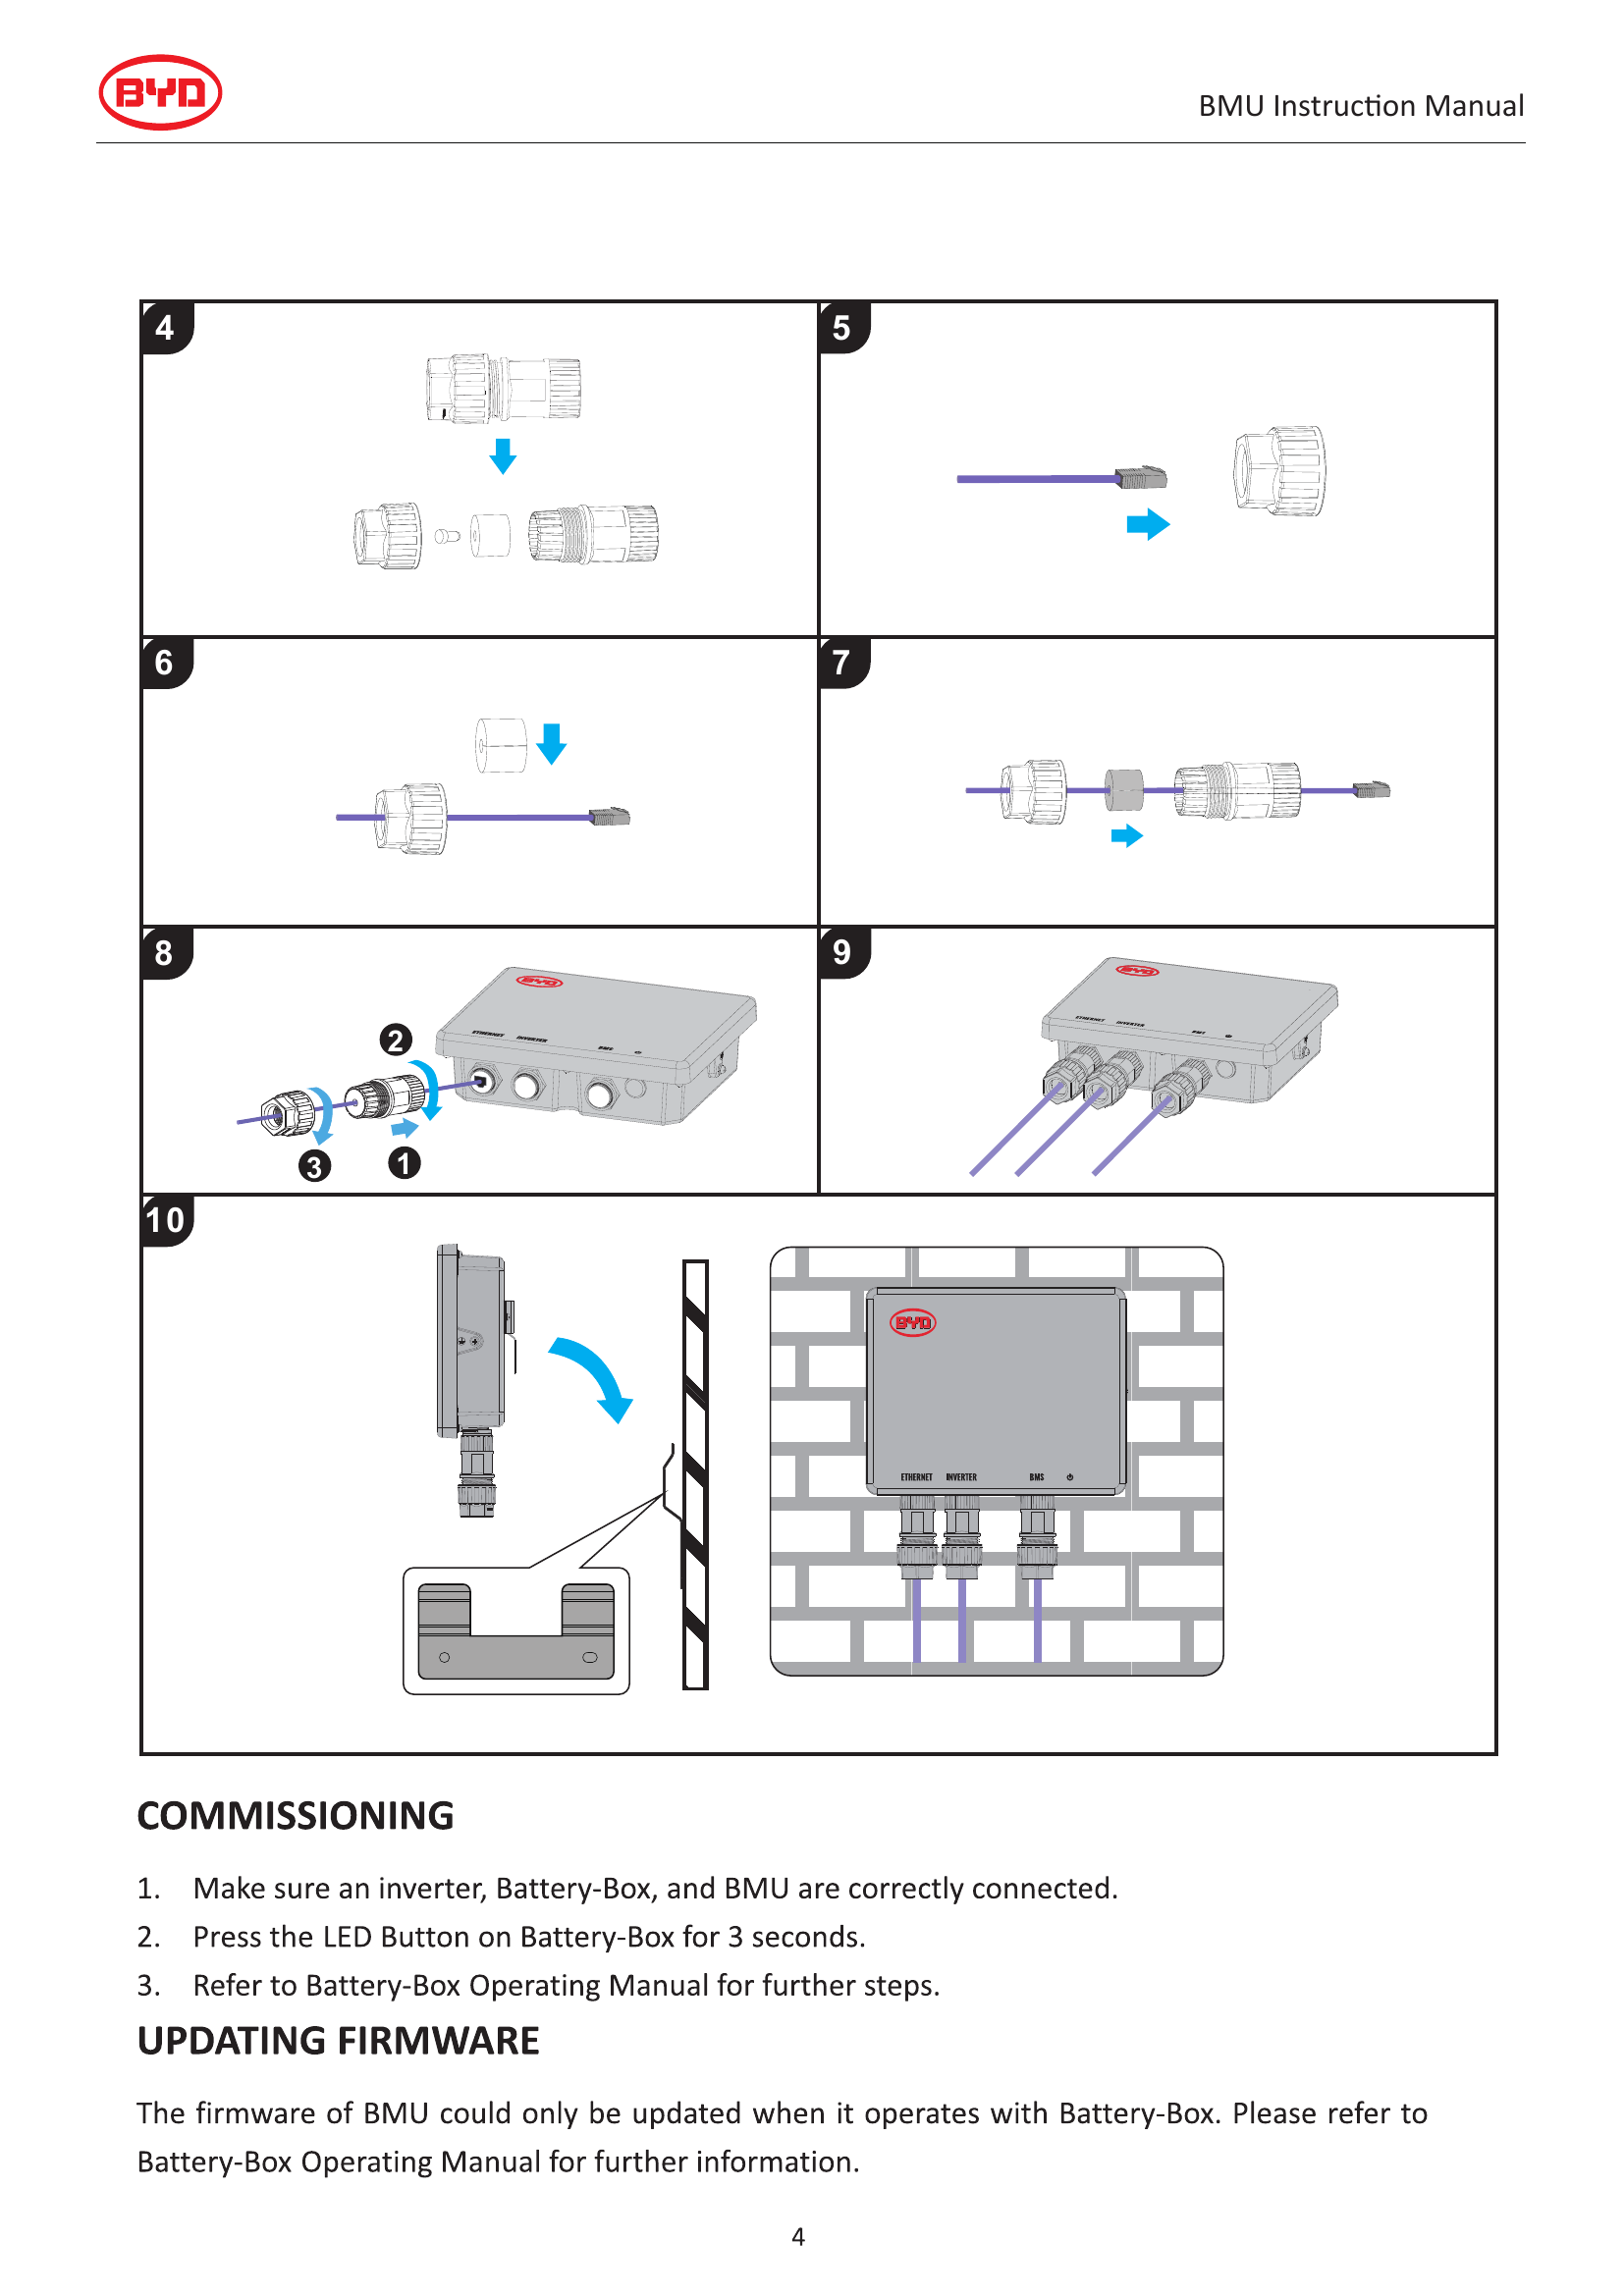 BYD
BMU Instruction Manual
4
5
6
7
8
BYD
ETHERNET INVERTER BMS
2
3
1
9
BYD
ETHERNET INVERTER BMS
10
BYD
ETHERNET INVERTER BMS
COMMISSIONING
1. Make sure an inverter, Battery-Box, and BMU are correctly connected.
2. Press the LED Button on Battery-Box for 3 seconds.
3. Refer to Battery-Box Operating Manual for further steps.
UPDATING FIRMWARE
The firmware of BMU could only be updated when it operates with Battery-Box. Please refer to
Battery-Box Operating Manual for further information.
4